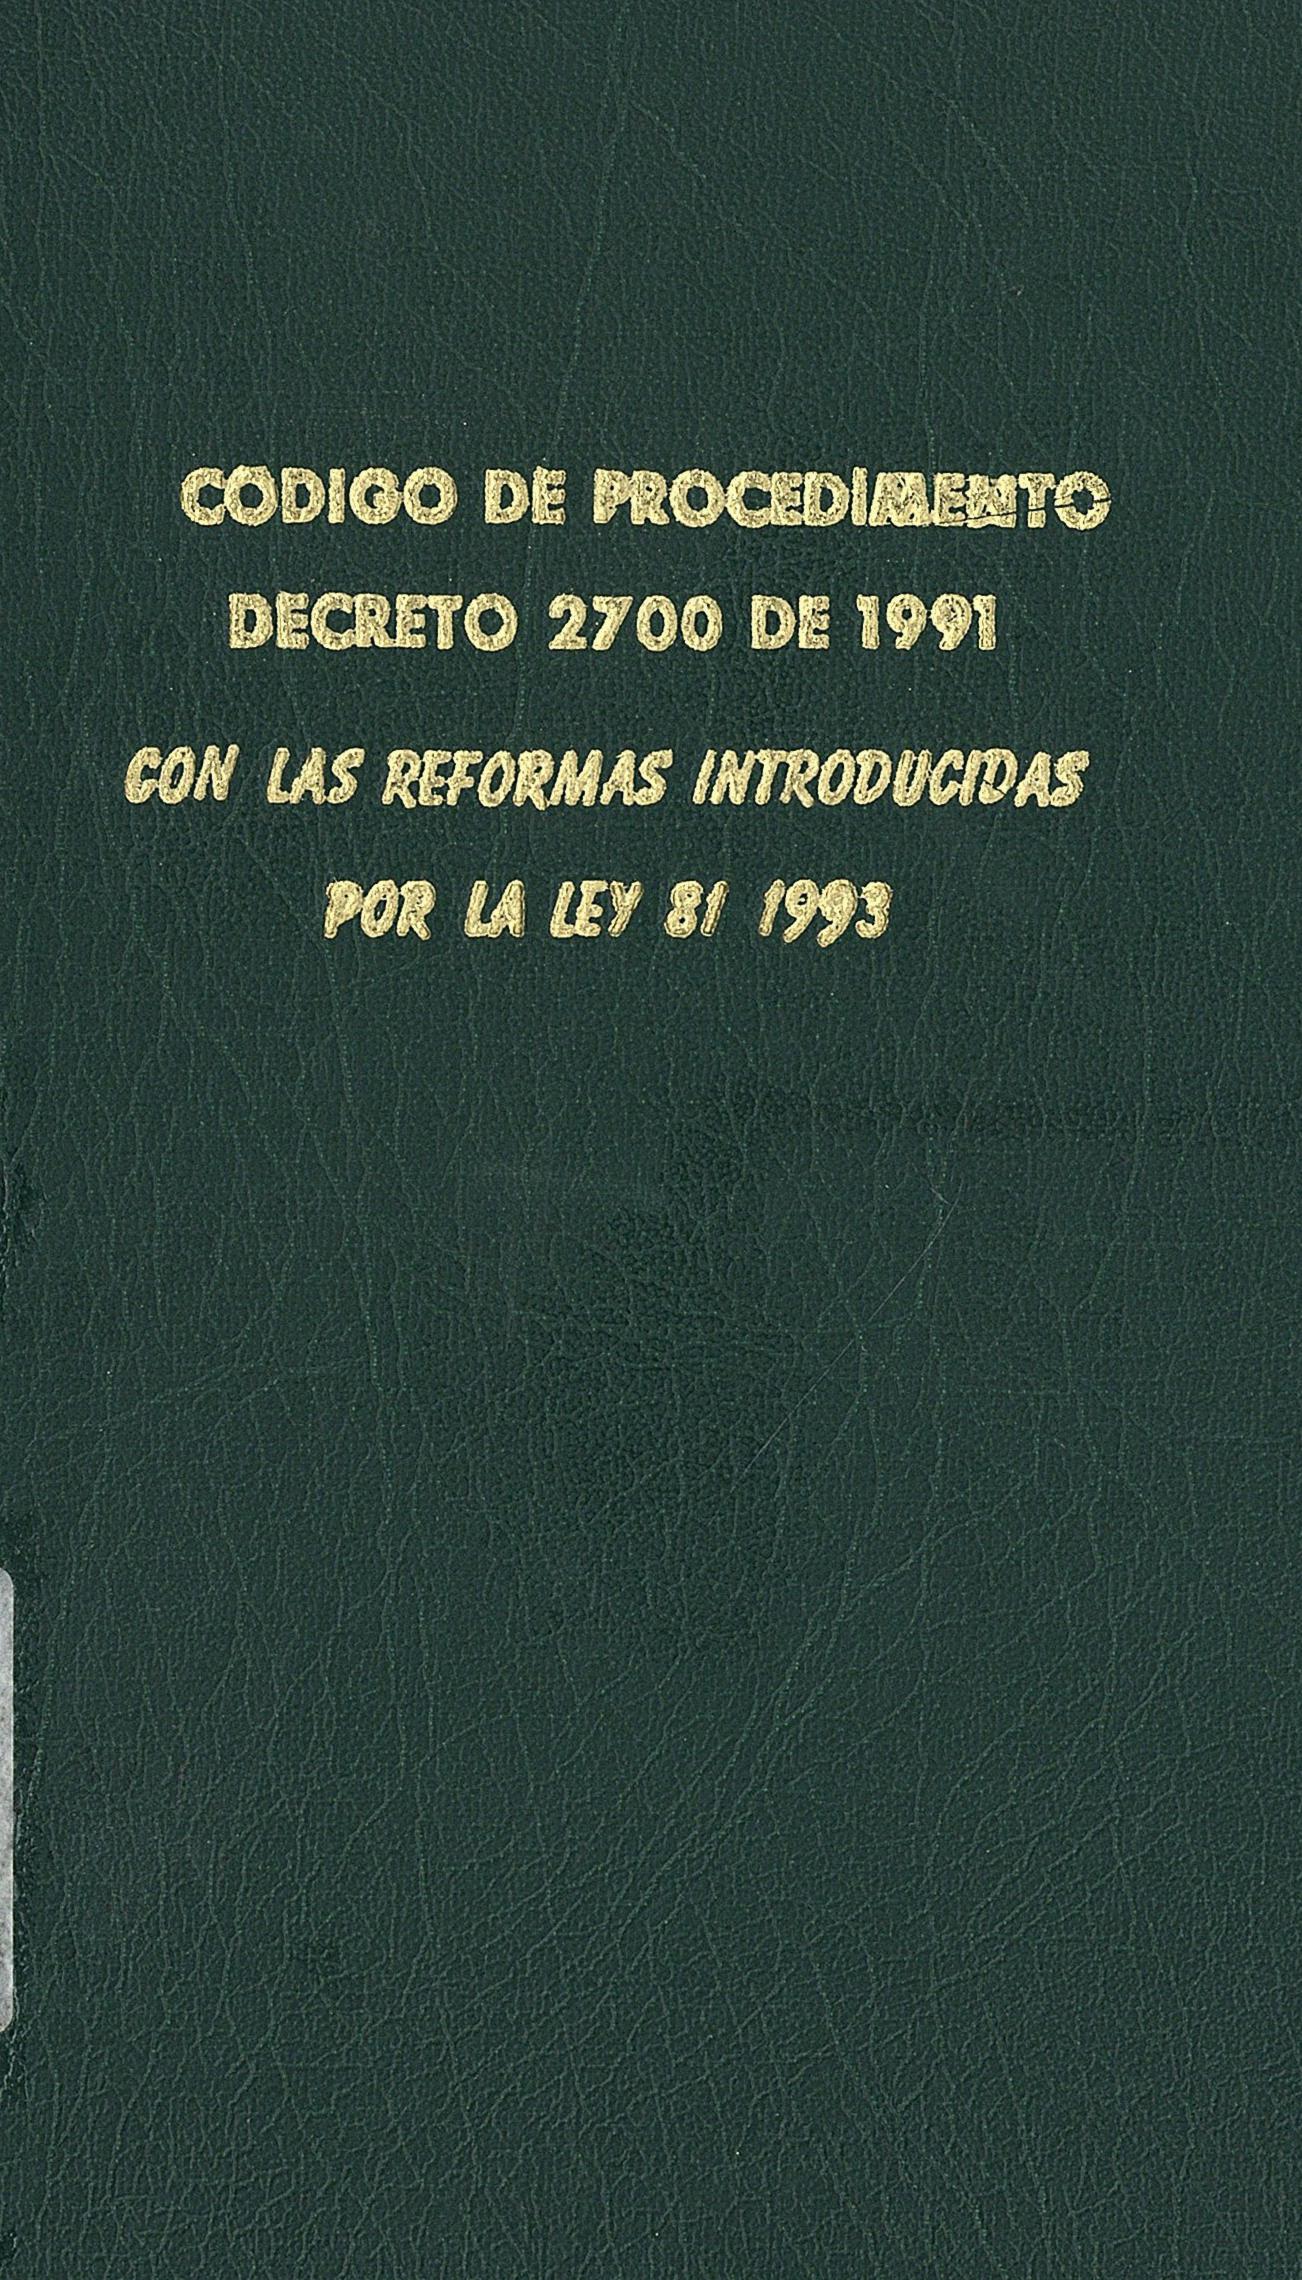 CODIGO DE PROCEDIMIENTO
DECRETO 2700 DE 1991
CON LAS REFORMAS INTRODUCIDAS
POR LA LEY 81 1993